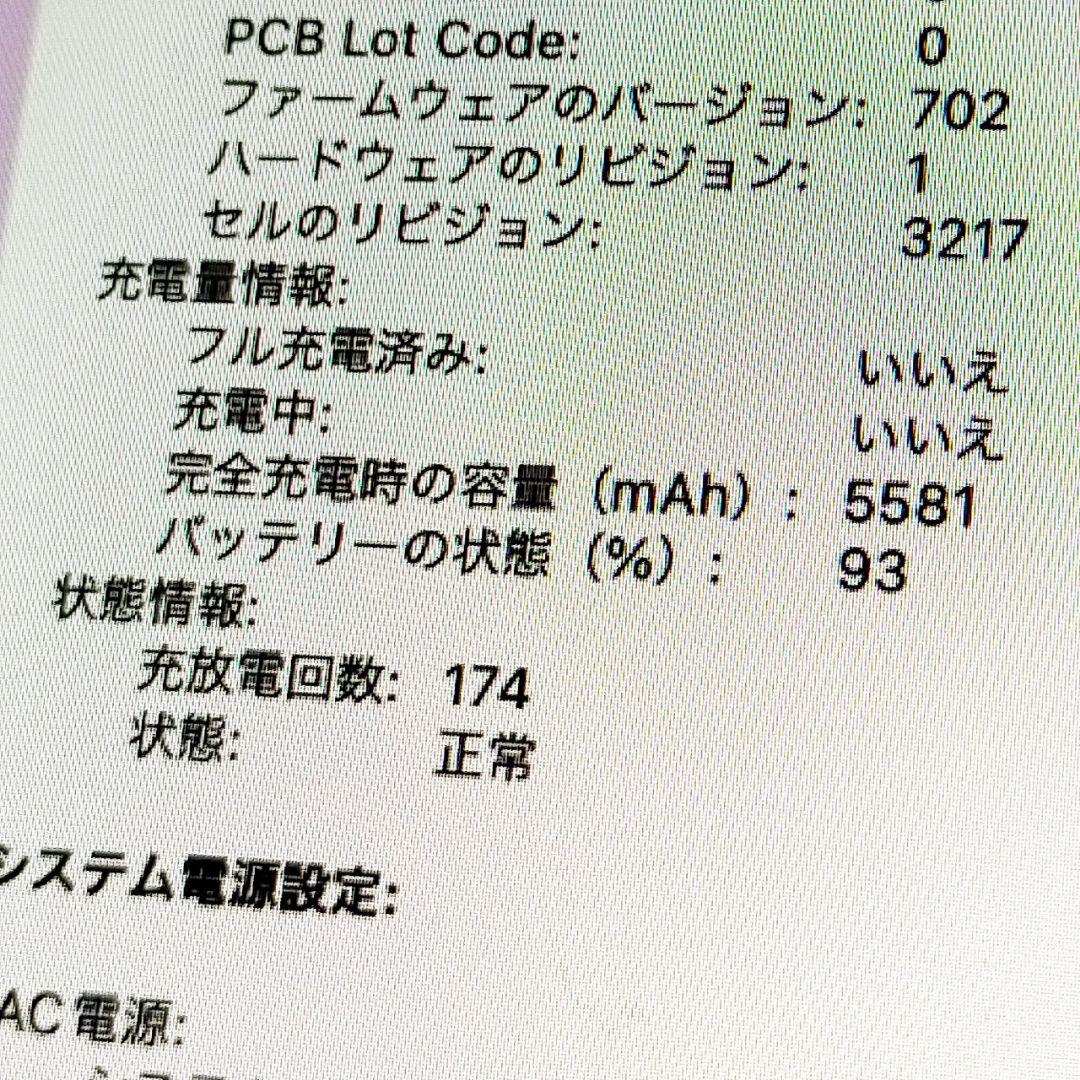 PCB Lot Code: 0
ファームウェアのバージョン: 702
ハードウェアのリビジョン: 1
セルのリビジョン: 3217
充電量情報:
フル充電済み: いいえ
充電中: いいえ
完全充電時の容量（mAh）: 5581
バッテリーの状態（%）: 93
状態情報:
充放電回数: 174
状態: 正常
システム電源設定:
AC電源: